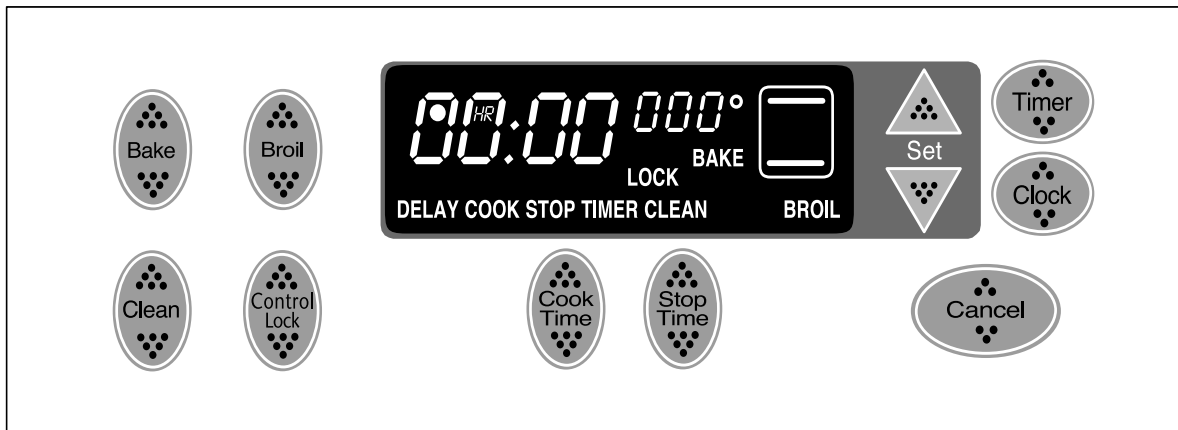 Bake
Broil
Clean
Control
Lock
00:00
HR
000°
BAKE
LOCK
DELAY COOK STOP TIMER CLEAN
BROIL
Set
Timer
Clock
Cook
Time
Stop
Time
Cancel